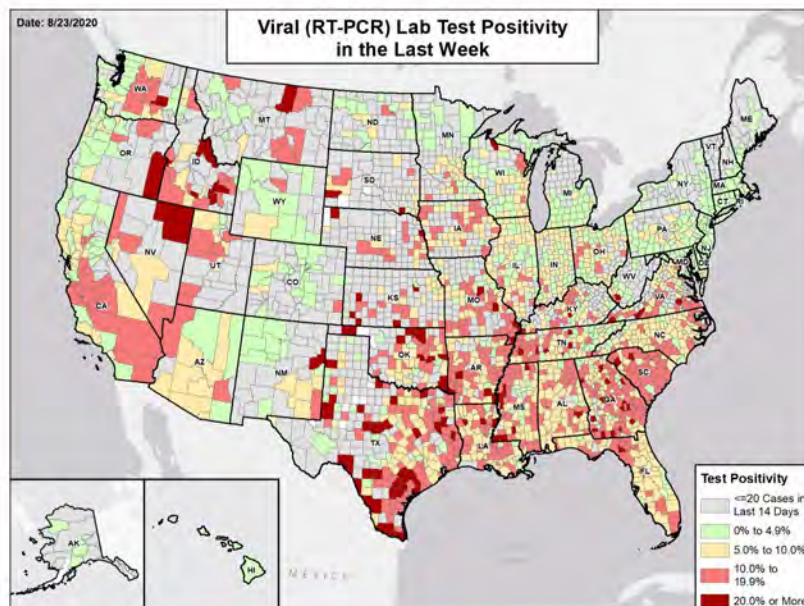 Date: 8/23/2020
Viral (RT-PCR) Lab Test Positivity
in the Last Week
WA
MT
ND
MN
ME
VT
NH
OR
ID
WI
NY
MA
SD
WY
MI
CT
RI
PA
IA
NE
NJ
NV
OH
MD
DE
IL
IN
UT
WV
CO
VA
CA
KS
MO
KY
NC
TN
OK
AZ
NM
AR
SC
MS
AL
GA
TX
LA
FL
AK
HI
MEXICO
Test Positivity
<=20 Cases in
Last 14 Days
0% to 4.9%
5.0% to 10.0%
10.0% to
19.9%
20.0% or More